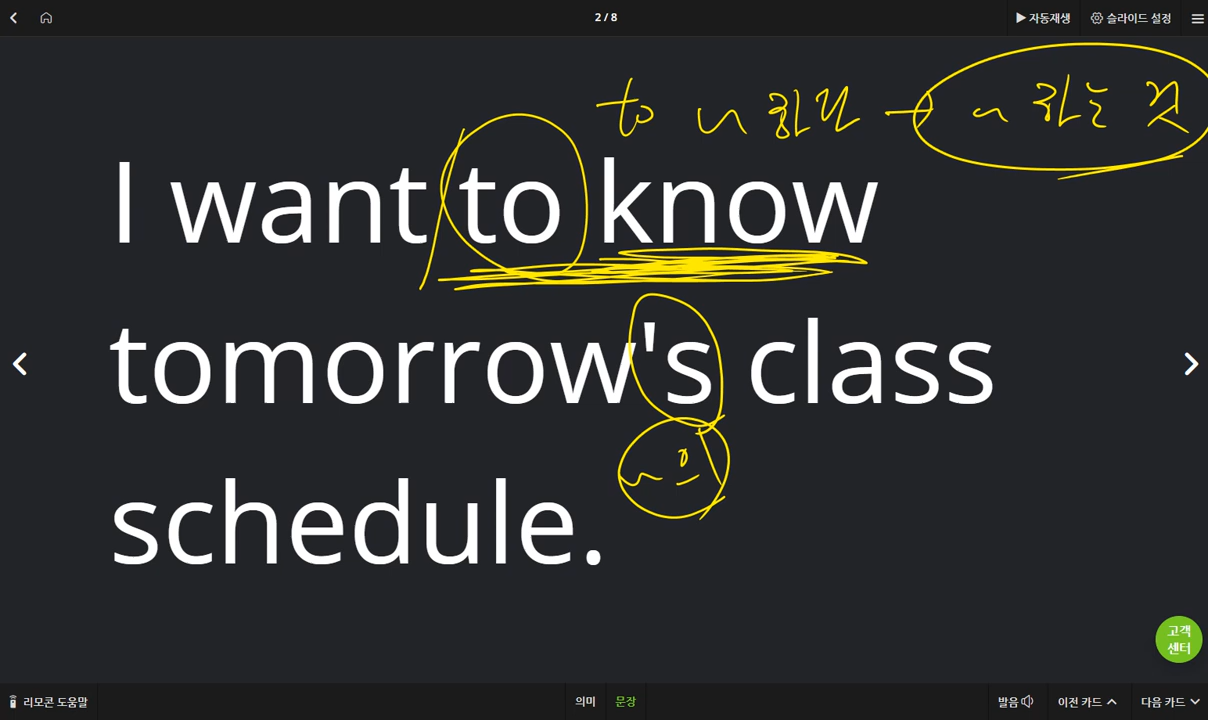 2 / 8
자동재생
슬라이드 설정
to ~하다 → ~하는 것
I want to know
tomorrow's class
~의
schedule.
고객
센터
리모콘 도움말
의미
문장
발음
이전 카드
다음 카드